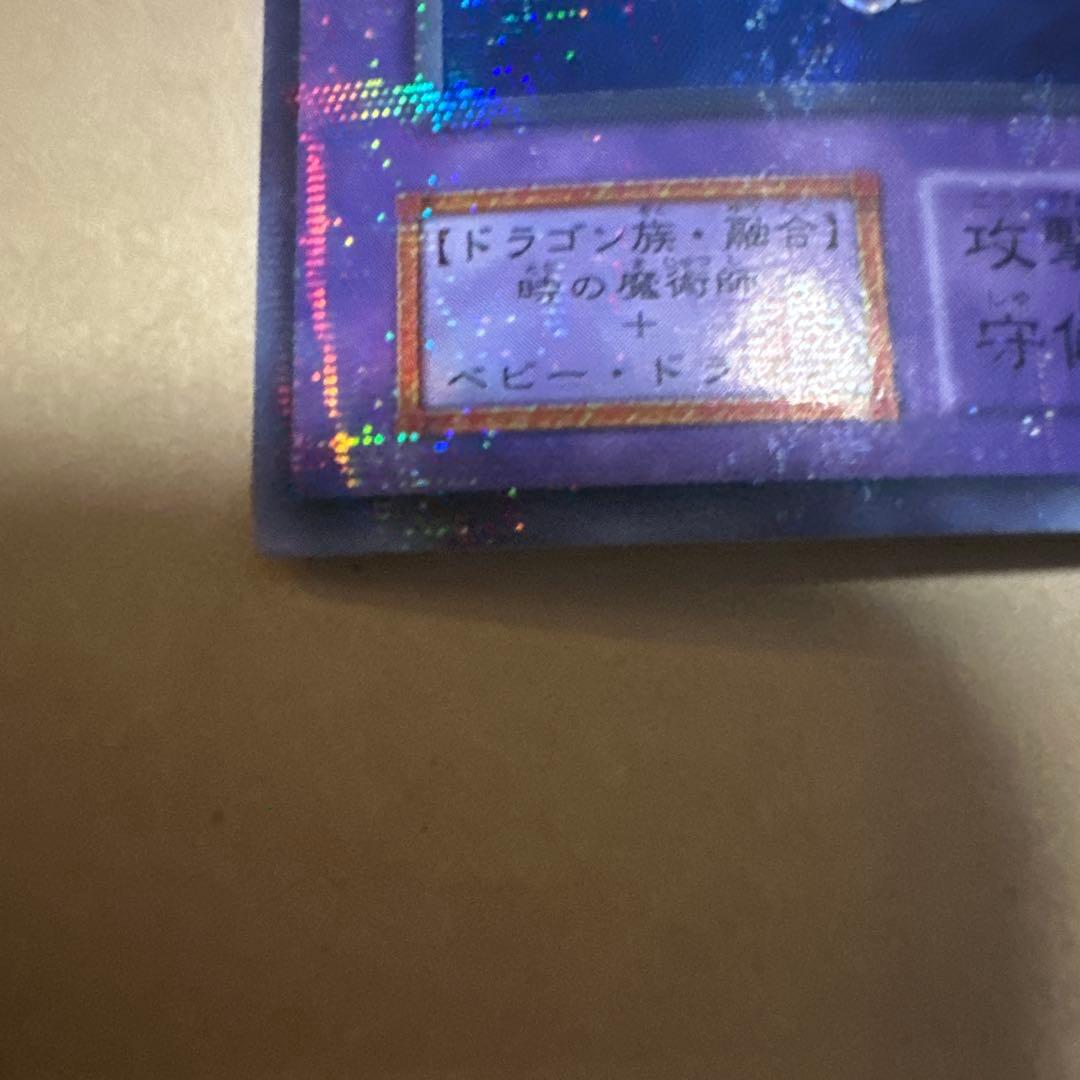 【ドラゴン族・融合】
時の魔術師
+
ベビー・ドラ
攻撃
守備